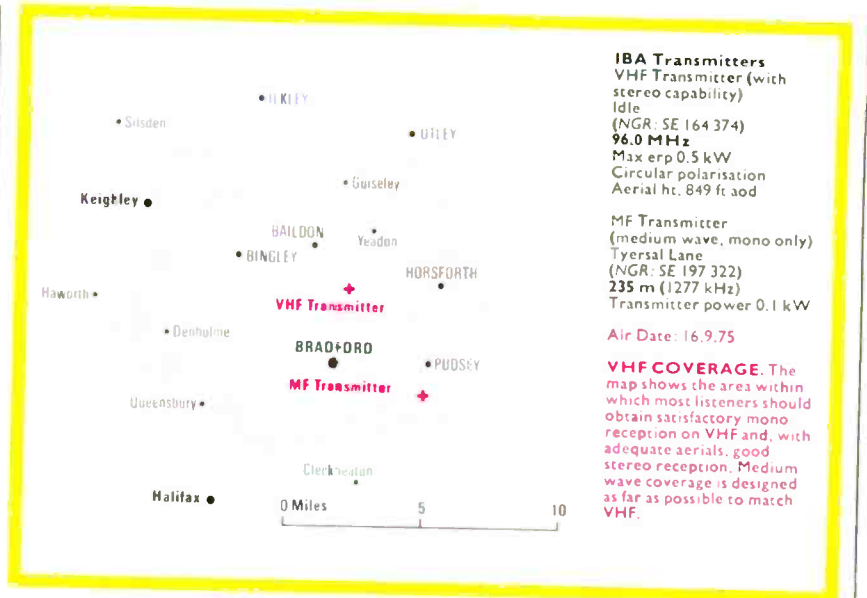 ILKLEY
Silsden
OTLEY
Guiseley
Keighley
BAILDON
Yeadon
BINGLEY
HORSFORTH
Haworth
VHF Transmitter
Denholme
BRADFORD
PUDSEY
MF Transmitter
Queensbury
Cleckheaton
Halifax
0 Miles 5 10
IBA Transmitters
VHF Transmitter (with
stereo capability)
Idle
(NGR: SE 164 374)
96.0 MHz
Max erp 0.5 kW
Circular polarisation
Aerial ht. 849 ft aod
MF Transmitter
(medium wave, mono only)
Tyersal Lane
(NGR: SE 197 322)
235 m (1277 kHz)
Transmitter power 0.1 kW
Air Date: 16.9.75
VHF COVERAGE. The
map shows the area within
which most listeners should
obtain satisfactory mono
reception on VHF and, with
adequate aerials, good
stereo reception. Medium
wave coverage is designed
as far as possible to match
VHF.